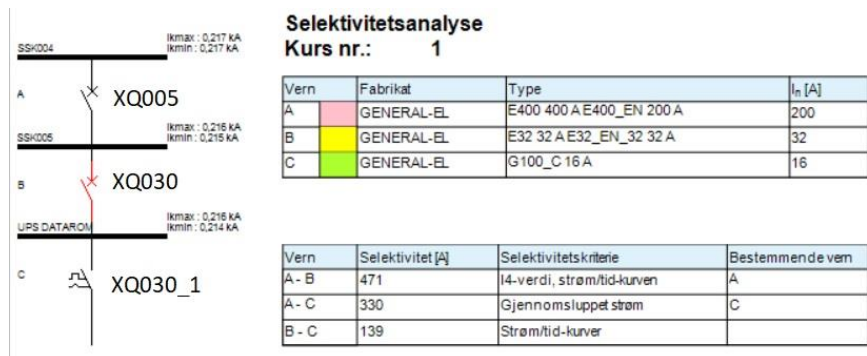 SSK004
Ikmax : 0,217 kA
Ikmin : 0,217 kA
A
XQ005
SSK005
Ikmax : 0,216 kA
Ikmin : 0,215 kA
B
XQ030
UPS DATAROM
Ikmax : 0,216 kA
Ikmin : 0,214 kA
C
XQ030_1
Selektivitetsanalyse
Kurs nr.: 1
Vern Fabrikat Type In [A]
A GENERAL-EL E400 400 A E400_EN 200 A 200
B GENERAL-EL E32 32 A E32_EN_32 32 A 32
C GENERAL-EL G100_C 16 A 16
Vern Selektivitet [A] Selektivitetskriterie Bestemmende vern
A - B 471 I4-verdi, strøm/tid-kurven A
A - C 330 Gjennomsluppet strøm C
B - C 139 Strøm/tid-kurver